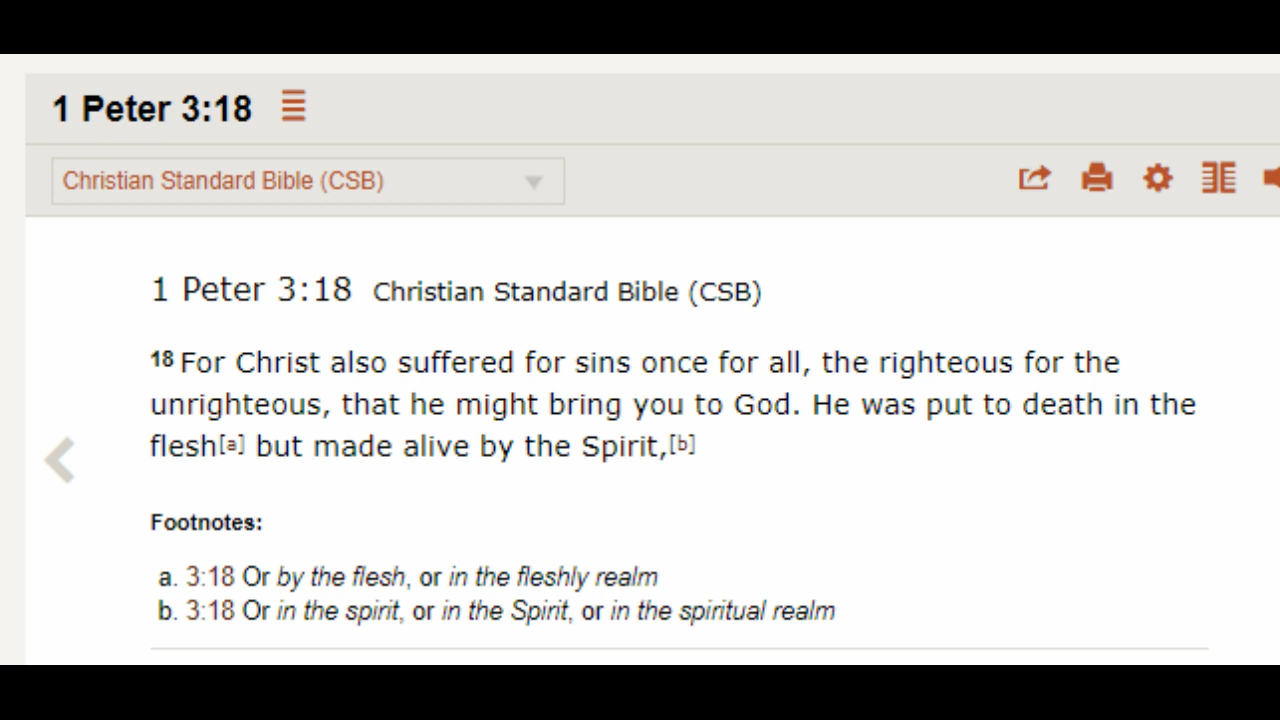 1 Peter 3:18
Christian Standard Bible (CSB)
1 Peter 3:18 Christian Standard Bible (CSB)
18 For Christ also suffered for sins once for all, the righteous for the
unrighteous, that he might bring you to God. He was put to death in the
flesh[a] but made alive by the Spirit,[b]
Footnotes:
a. 3:18 Or by the flesh, or in the fleshly realm
b. 3:18 Or in the spirit, or in the Spirit, or in the spiritual realm